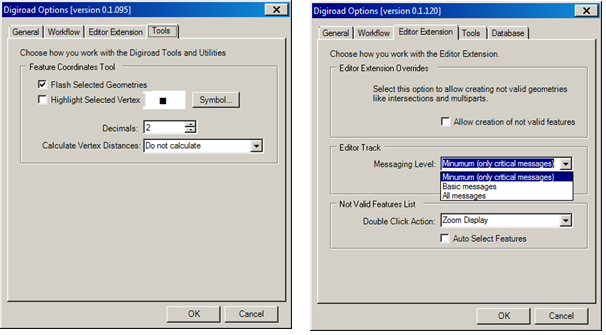 Digiroad Options [version 0.1.095]
General Workflow Editor Extension Tools
Choose how you work with the Digiroad Tools and Utilities
Feature Coordinates Tool
Flash Selected Geometries
Highlight Selected Vertex Symbol...
Decimals: 2
Calculate Vertex Distances: Do not calculate
OK Cancel
Digiroad Options [version 0.1.120]
General Workflow Editor Extension Tools Database
Choose how you work with the Editor Extension.
Editor Extension Overrides
Select this option to allow creating not valid geometries
like intersections and multiparts.
Allow creation of not valid features
Editor Track
Messaging Level: Minumum (only critical messages)
Minumum (only critical messages)
Basic messages
All messages
Not Valid Features List
Double Click Action: Zoom Display
Auto Select Features
OK Cancel